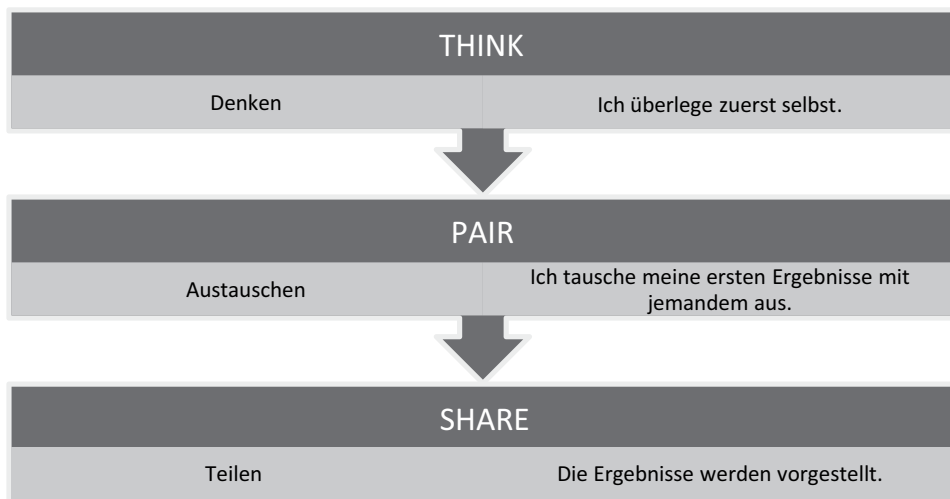 THINK
Denken
Ich überlege zuerst selbst.
PAIR
Austauschen
Ich tausche meine ersten Ergebnisse mit
jemandem aus.
SHARE
Teilen
Die Ergebnisse werden vorgestellt.